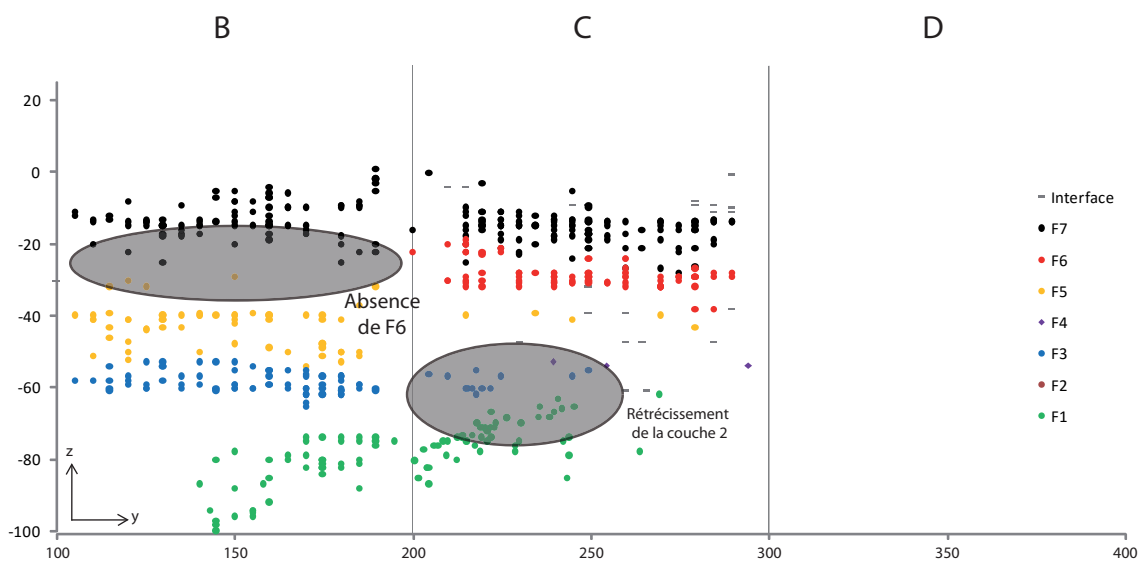 B
C
D
20
0
-20
-40
-60
-80
-100
z
y
100
150
200
250
300
350
400
Absence
de F6
Rétrécissement
de la couche 2
Interface
F7
F6
F5
F4
F3
F2
F1